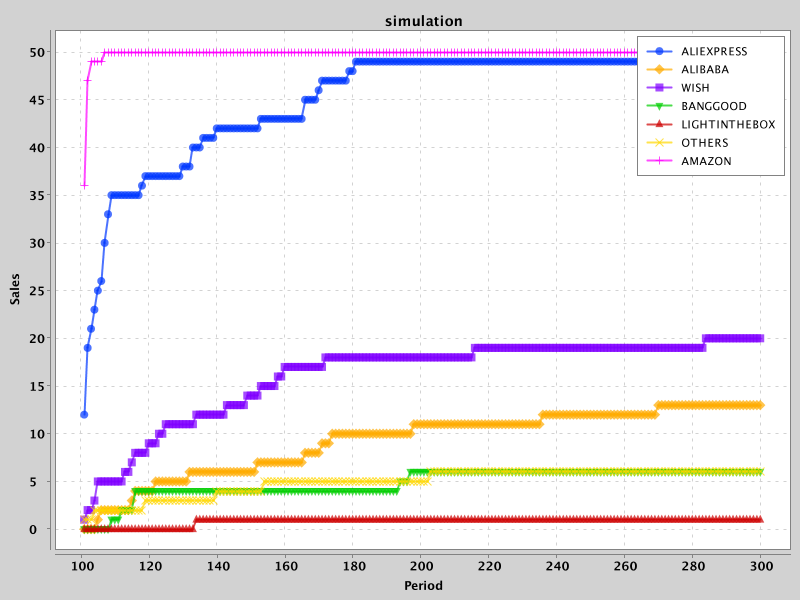 simulation
Sales
50
45
40
35
30
25
20
15
10
5
0
ALIEXPRESS
ALIBABA
WISH
BANGGOOD
LIGHTINTHEBOX
OTHERS
AMAZON
100 120 140 160 180 200 220 240 260 280 300
Period